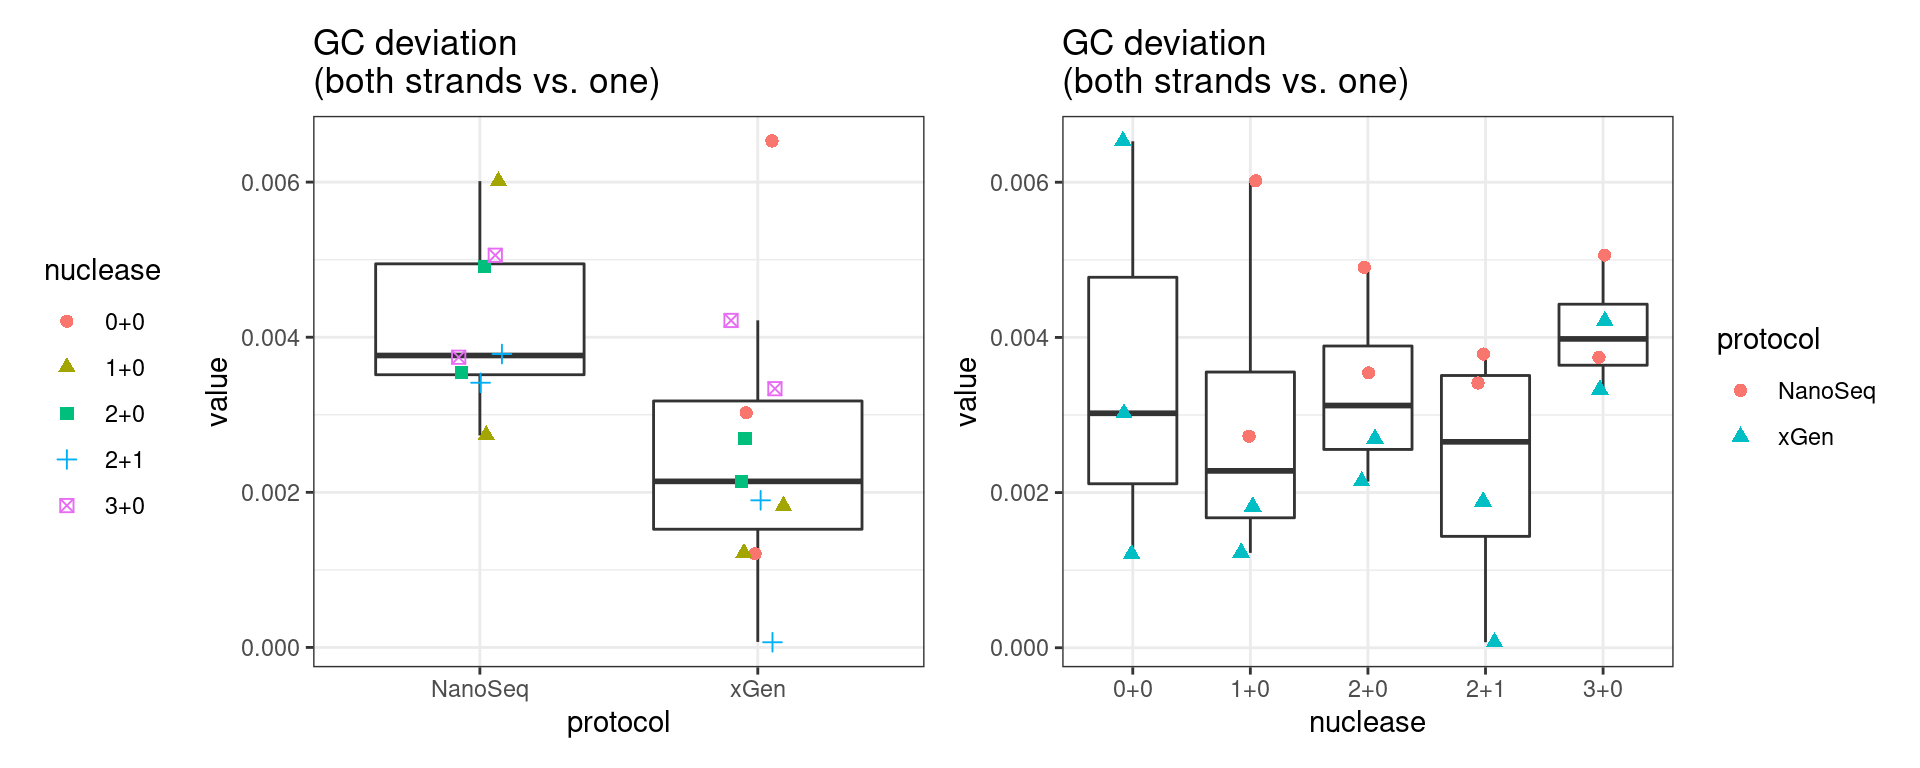 GC deviation
(both strands vs. one)
value
0.006
0.004
0.002
0.000
NanoSeq
xGen
protocol
nuclease
0+0
1+0
2+0
2+1
3+0
GC deviation
(both strands vs. one)
value
0.006
0.004
0.002
0.000
0+0
1+0
2+0
2+1
3+0
nuclease
protocol
NanoSeq
xGen